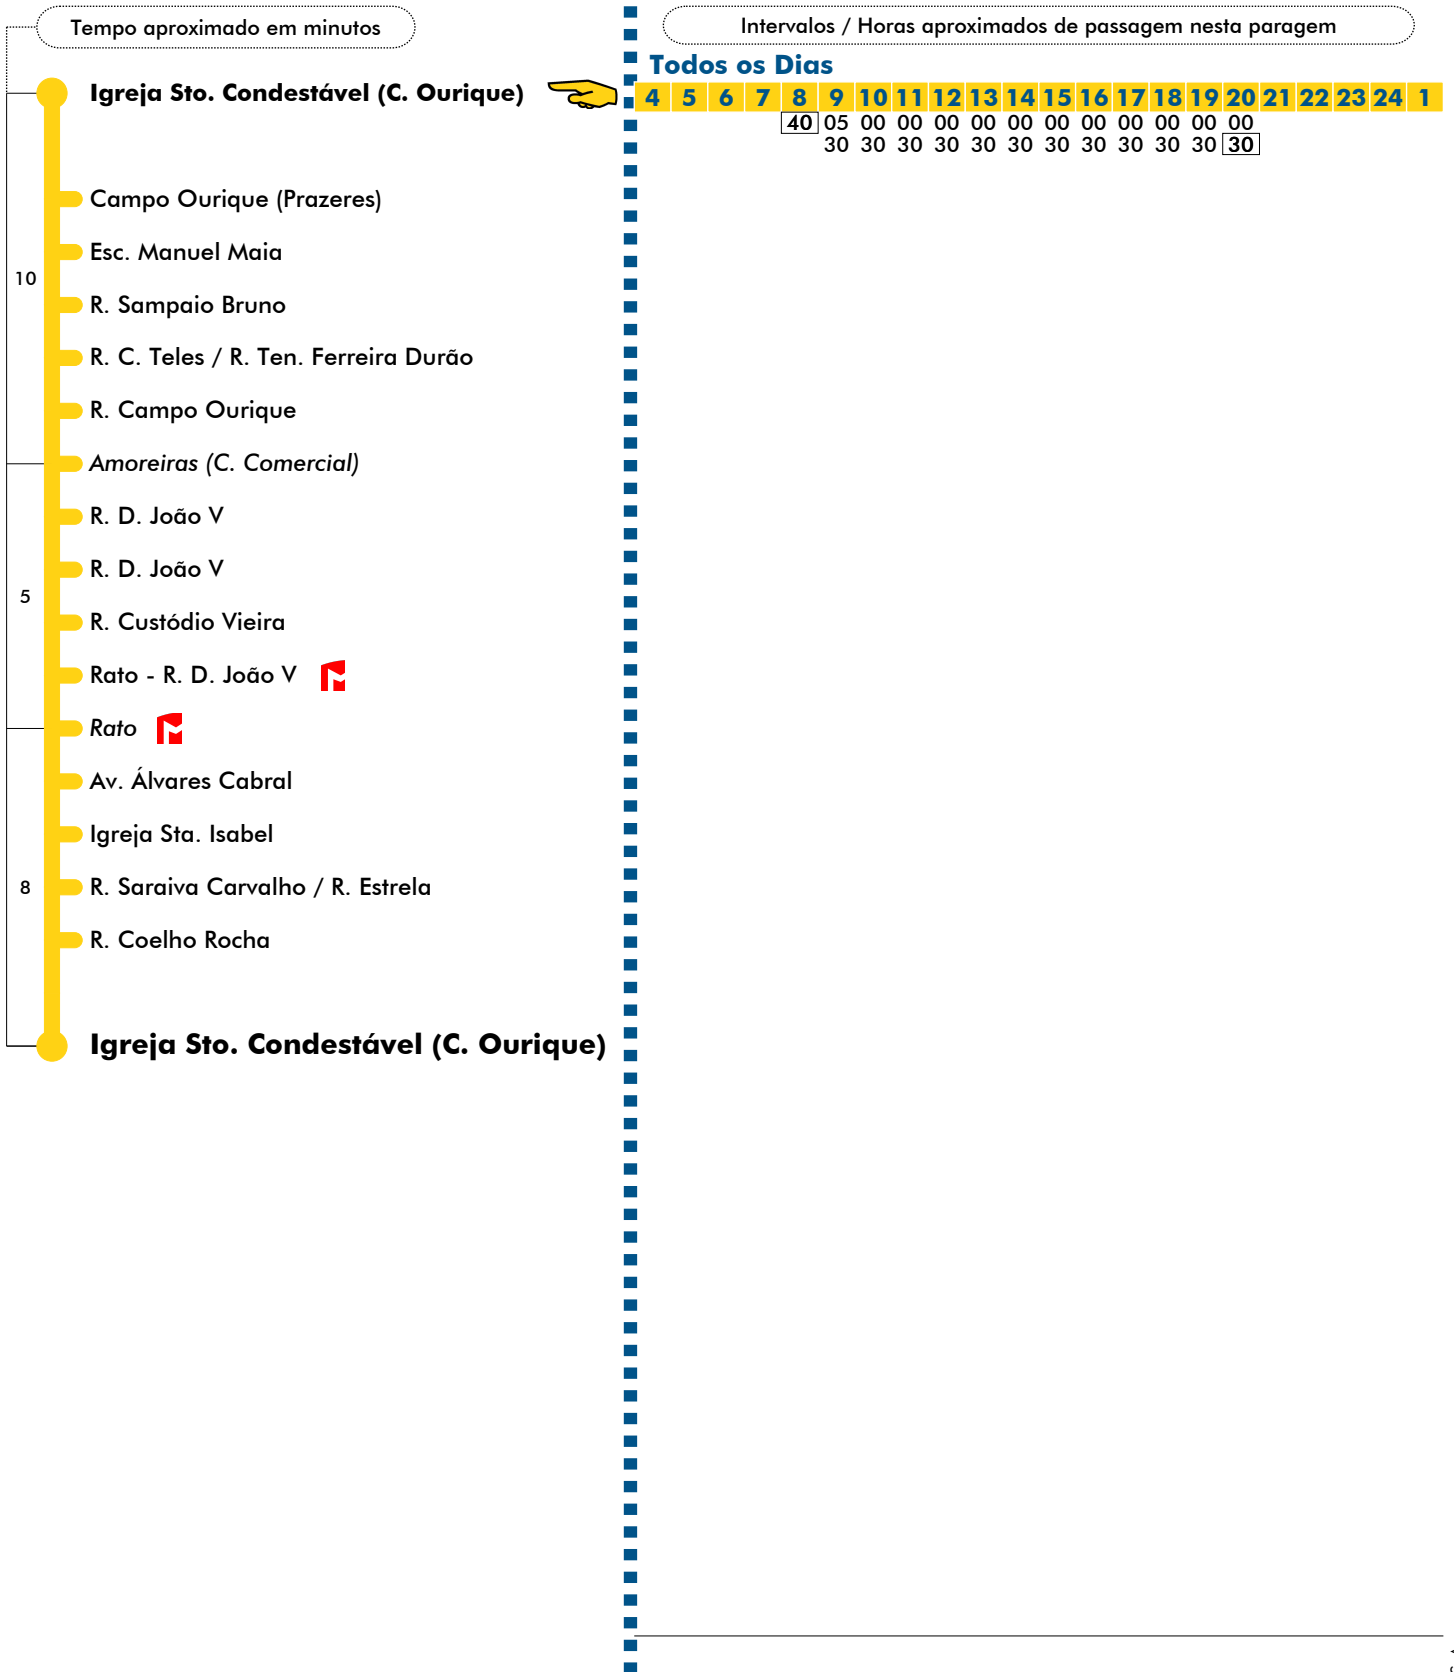 Tempo aproximado em minutos
Intervalos / Horas aproximados de passagem nesta paragem
Todos os Dias
Igreja Sto. Condestável (C. Ourique)
4 5 6 7 8 9 10 11 12 13 14 15 16 17 18 19 20 21 22 23 24 1
40 05 00 00 00 00 00 00 00 00 00 00 00
30 30 30 30 30 30 30 30 30 30 30 30
Campo Ourique (Prazeres)
Esc. Manuel Maia
10
R. Sampaio Bruno
R. C. Teles / R. Ten. Ferreira Durão
R. Campo Ourique
Amoreiras (C. Comercial)
R. D. João V
R. D. João V
5
R. Custódio Vieira
Rato - R. D. João V
Rato
Av. Álvares Cabral
Igreja Sta. Isabel
8
R. Saraiva Carvalho / R. Estrela
R. Coelho Rocha
Igreja Sto. Condestável (C. Ourique)